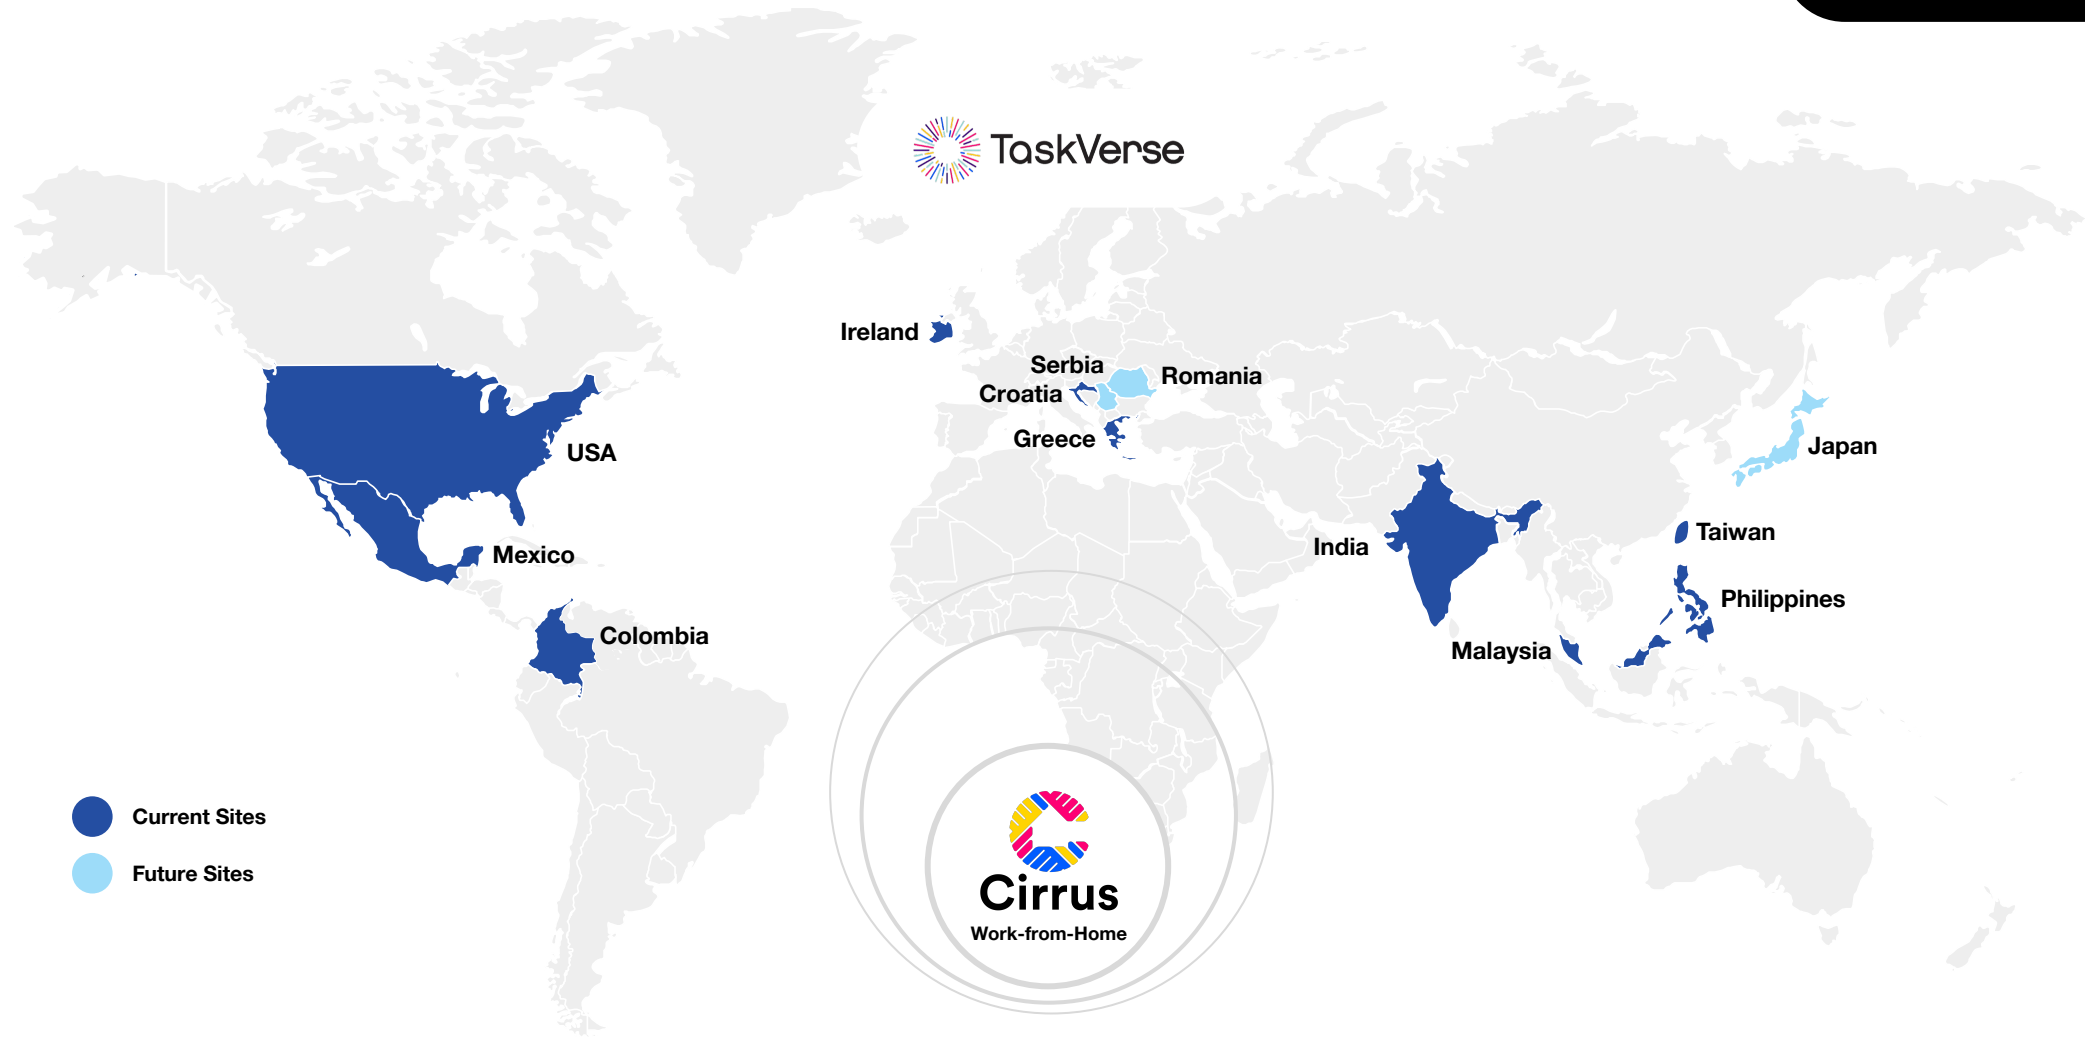 TaskVerse
Ireland
Serbia
Romania
Croatia
Greece
USA
Japan
Taiwan
India
Mexico
Philippines
Colombia
Malaysia
Current Sites
Future Sites
Cirrus
Work-from-Home